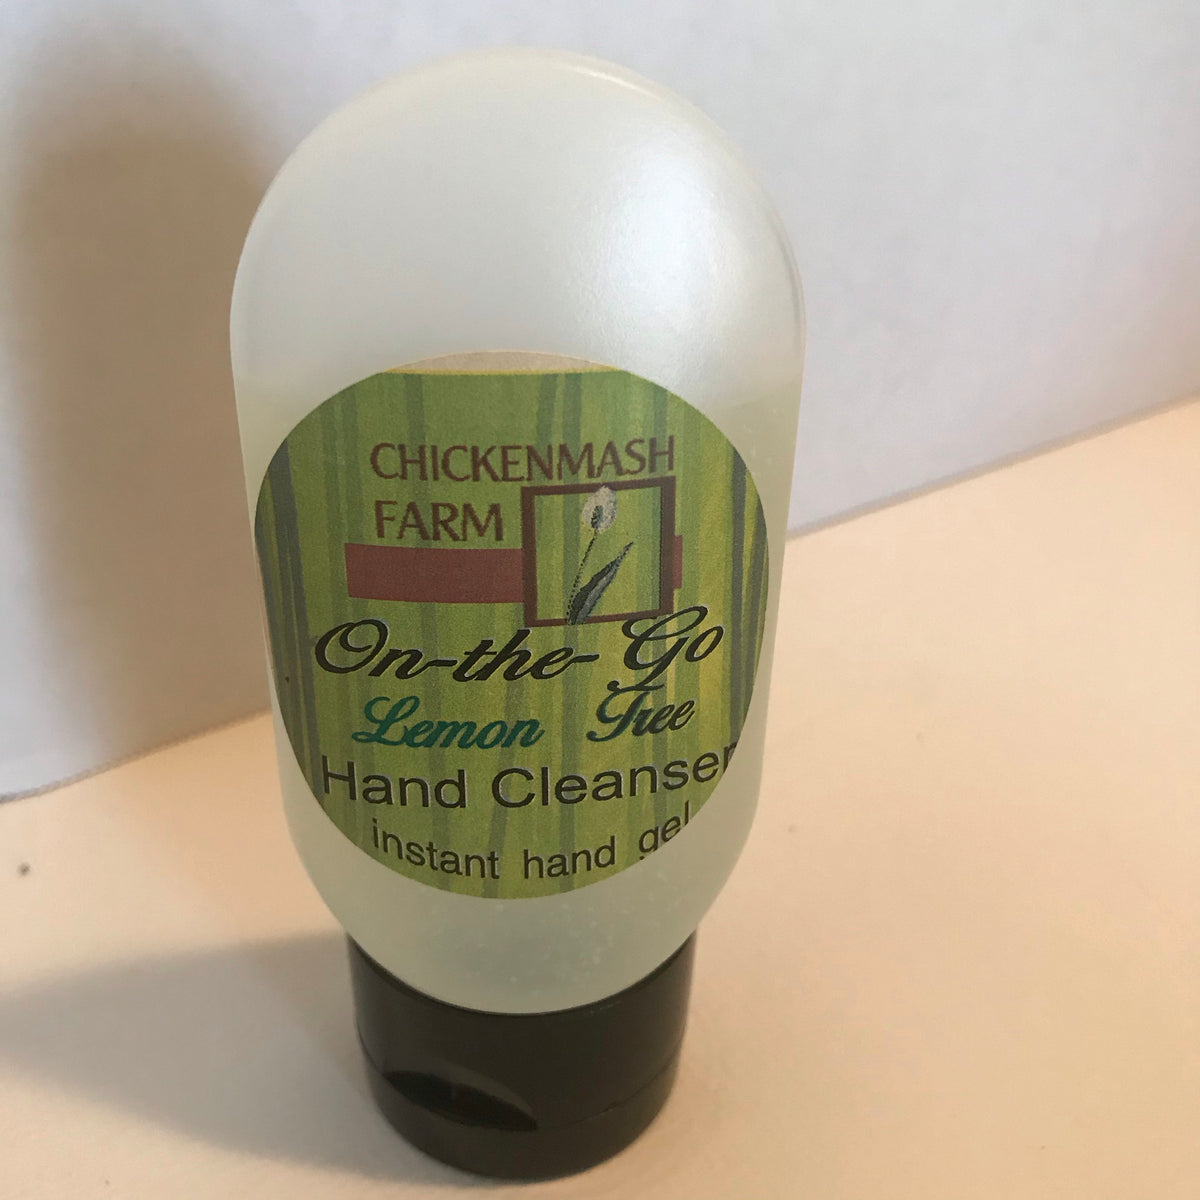 CHICKENMASH
FARM
On-the-Go
Lemon Tree
Hand Cleanser
instant hand gel